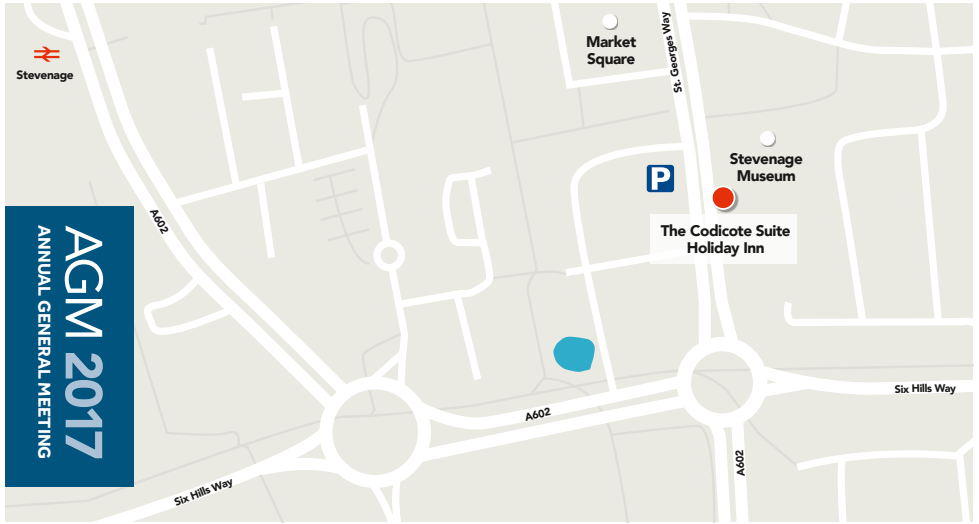 Stevenage
Market
Square
St. Georges Way
P
Stevenage
Museum
The Codicote Suite
Holiday Inn
A602
AGM 2017
ANNUAL GENERAL MEETING
A602
Six Hills Way
A602
Six Hills Way